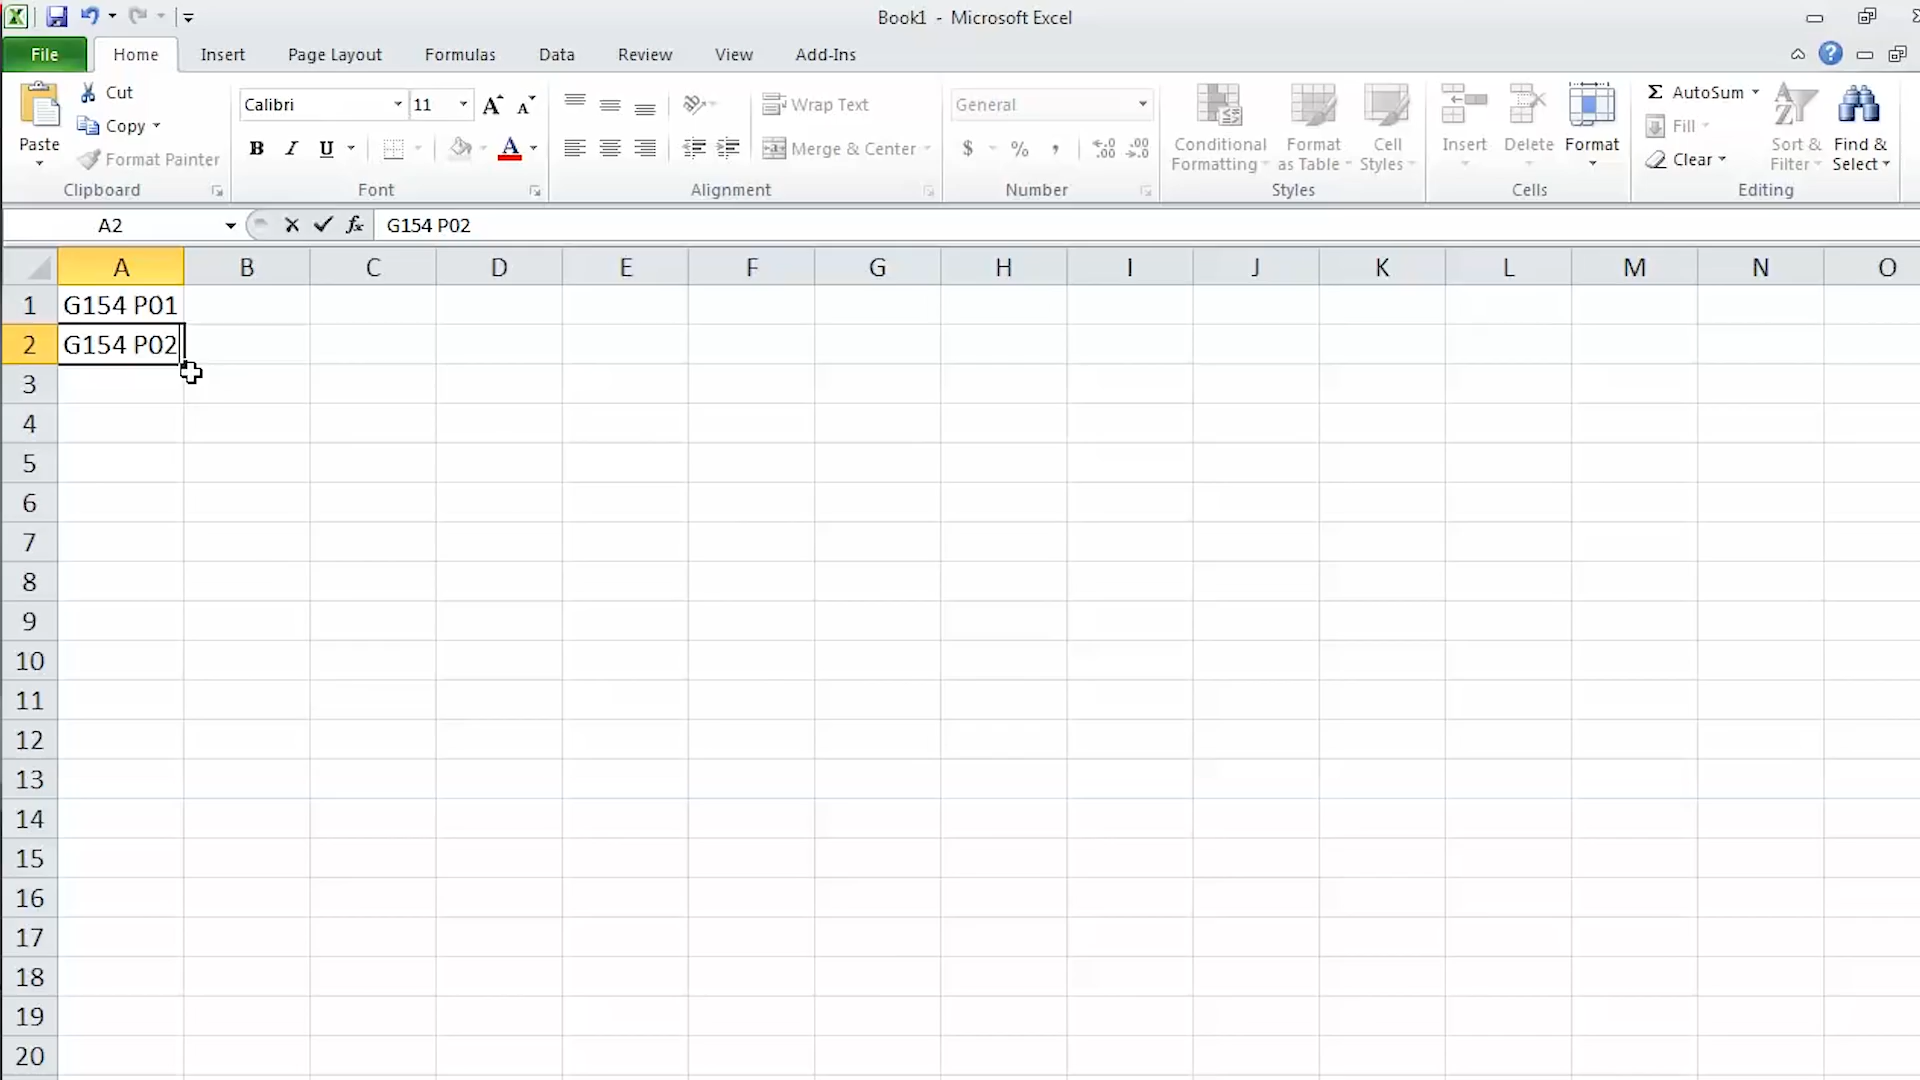 Book1 - Microsoft Excel
File Home Insert Page Layout Formulas Data Review View Add-Ins
Paste
Cut
Copy
Format Painter
Clipboard
Calibri 11
B I U A
Font
Wrap Text
Merge & Center
Alignment
General
$ % ,
Number
Conditional Formatting
Format as Table
Cell Styles
Styles
Insert Delete Format
Cells
Σ AutoSum
Fill
Clear
Sort & Filter
Find & Select
Editing
A2 fx G154 P02
A B C D E F G H I J K L M N O
1 G154 P01
2 G154 P02
3
4
5
6
7
8
9
10
11
12
13
14
15
16
17
18
19
20